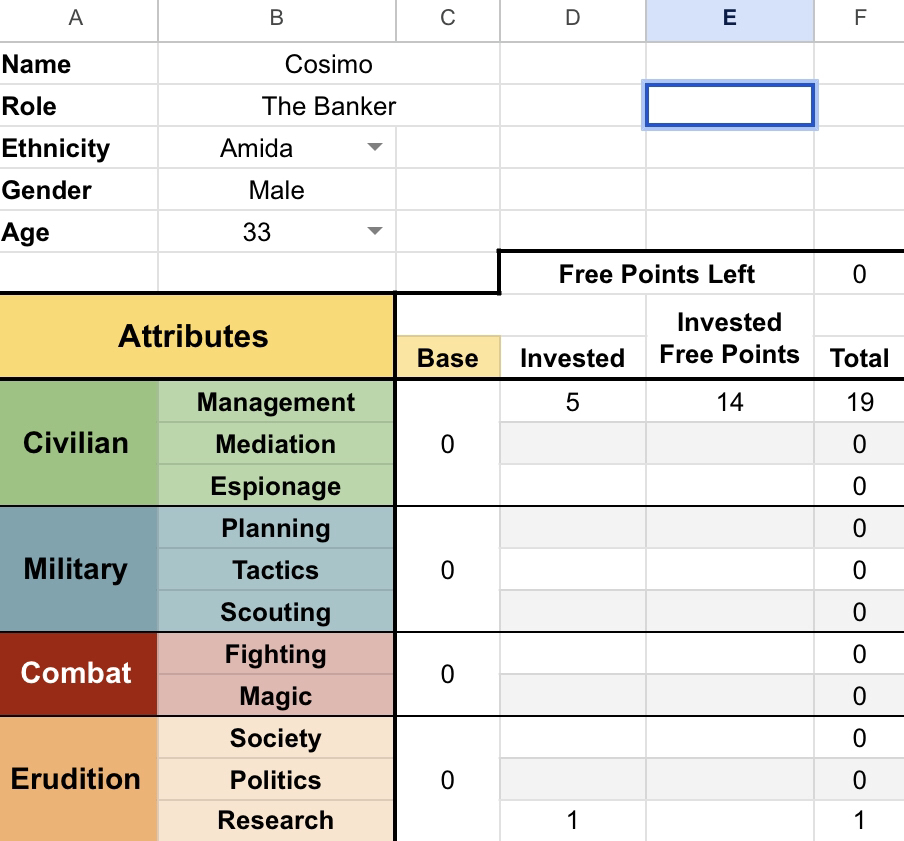 A B C D E F
Name Cosimo
Role The Banker
Ethnicity Amida
Gender Male
Age 33
Free Points Left 0
Attributes Base Invested Invested Free Points Total
Civilian Management 0 5 14 19
Mediation 0
Espionage 0
Military Planning 0 0
Tactics 0
Scouting 0
Combat Fighting 0 0
Magic 0
Erudition Society 0 0
Politics 0
Research 1 1